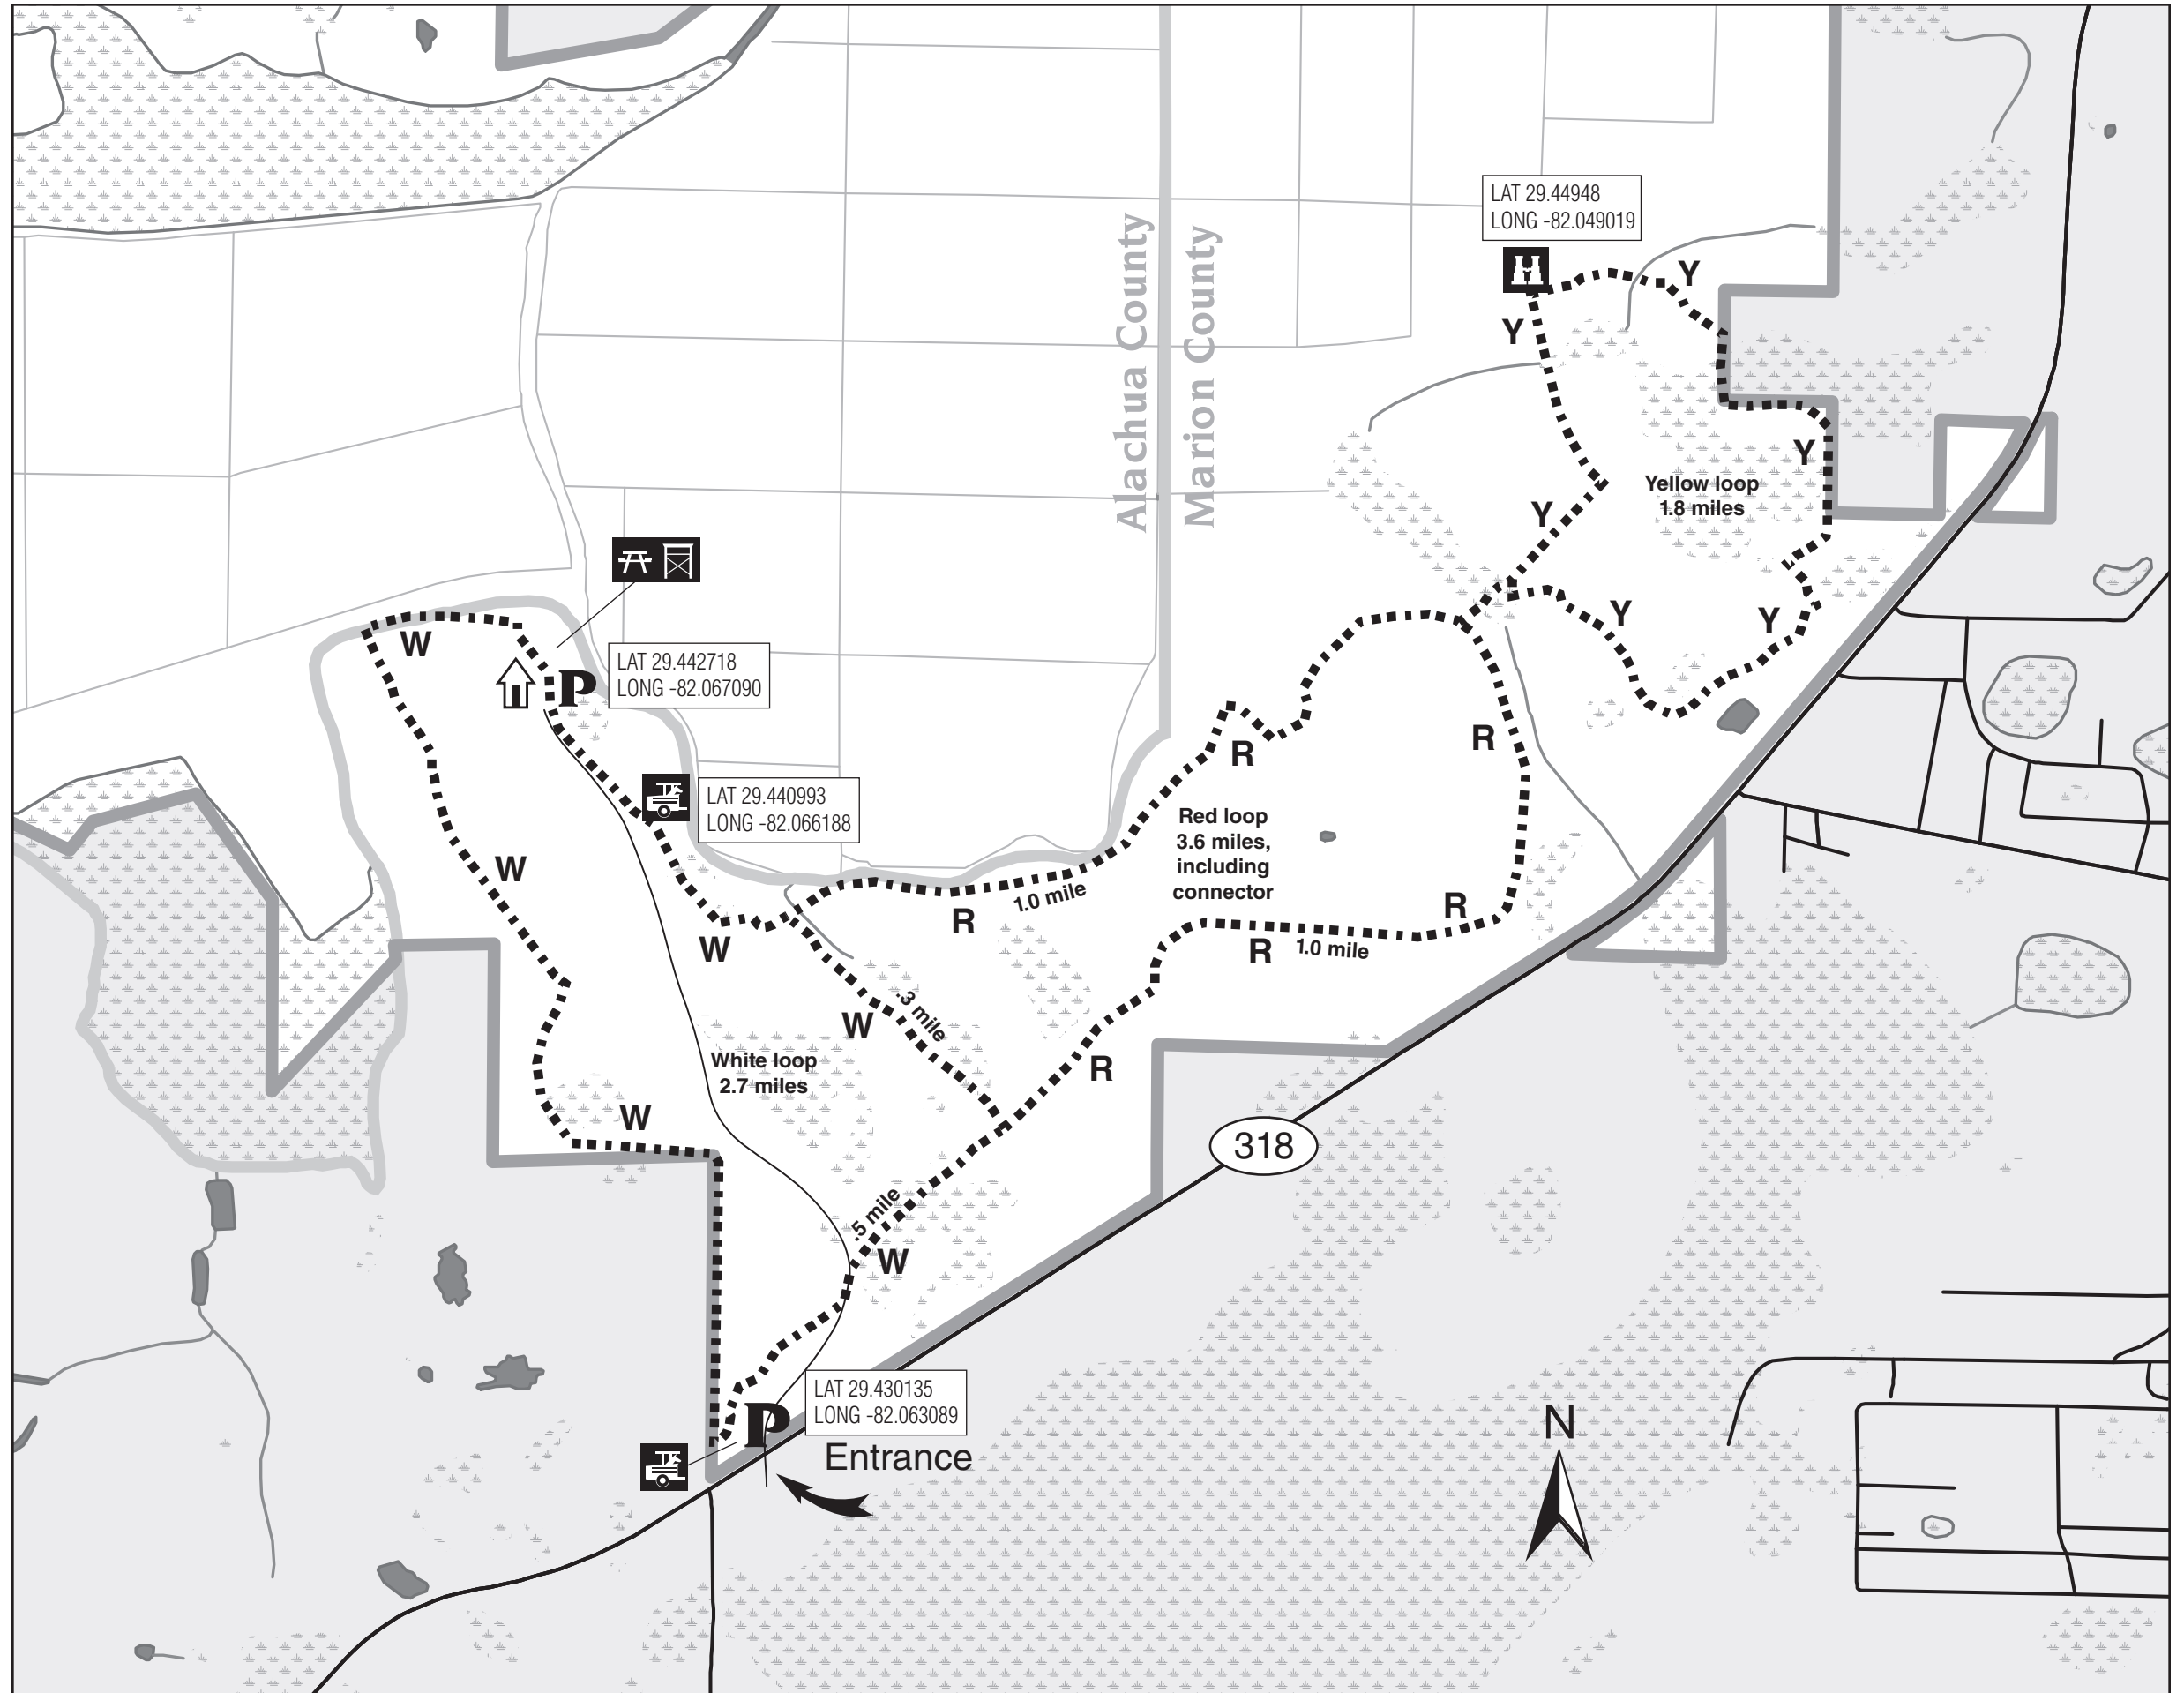 LAT 29.44948
LONG -82.049019
Alachua County
Marion County
Y
Y
Y
Yellow loop
1.8 miles
Y
Y
Y
W
LAT 29.442718
LONG -82.067090
P
R
R
LAT 29.440993
LONG -82.066188
Red loop
3.6 miles,
including
connector
W
1.0 mile
R
R
W
R
1.0 mile
.3 mile
W
White loop
2.7 miles
R
W
318
.5 mile
W
LAT 29.430135
LONG -82.063089
P
Entrance
N